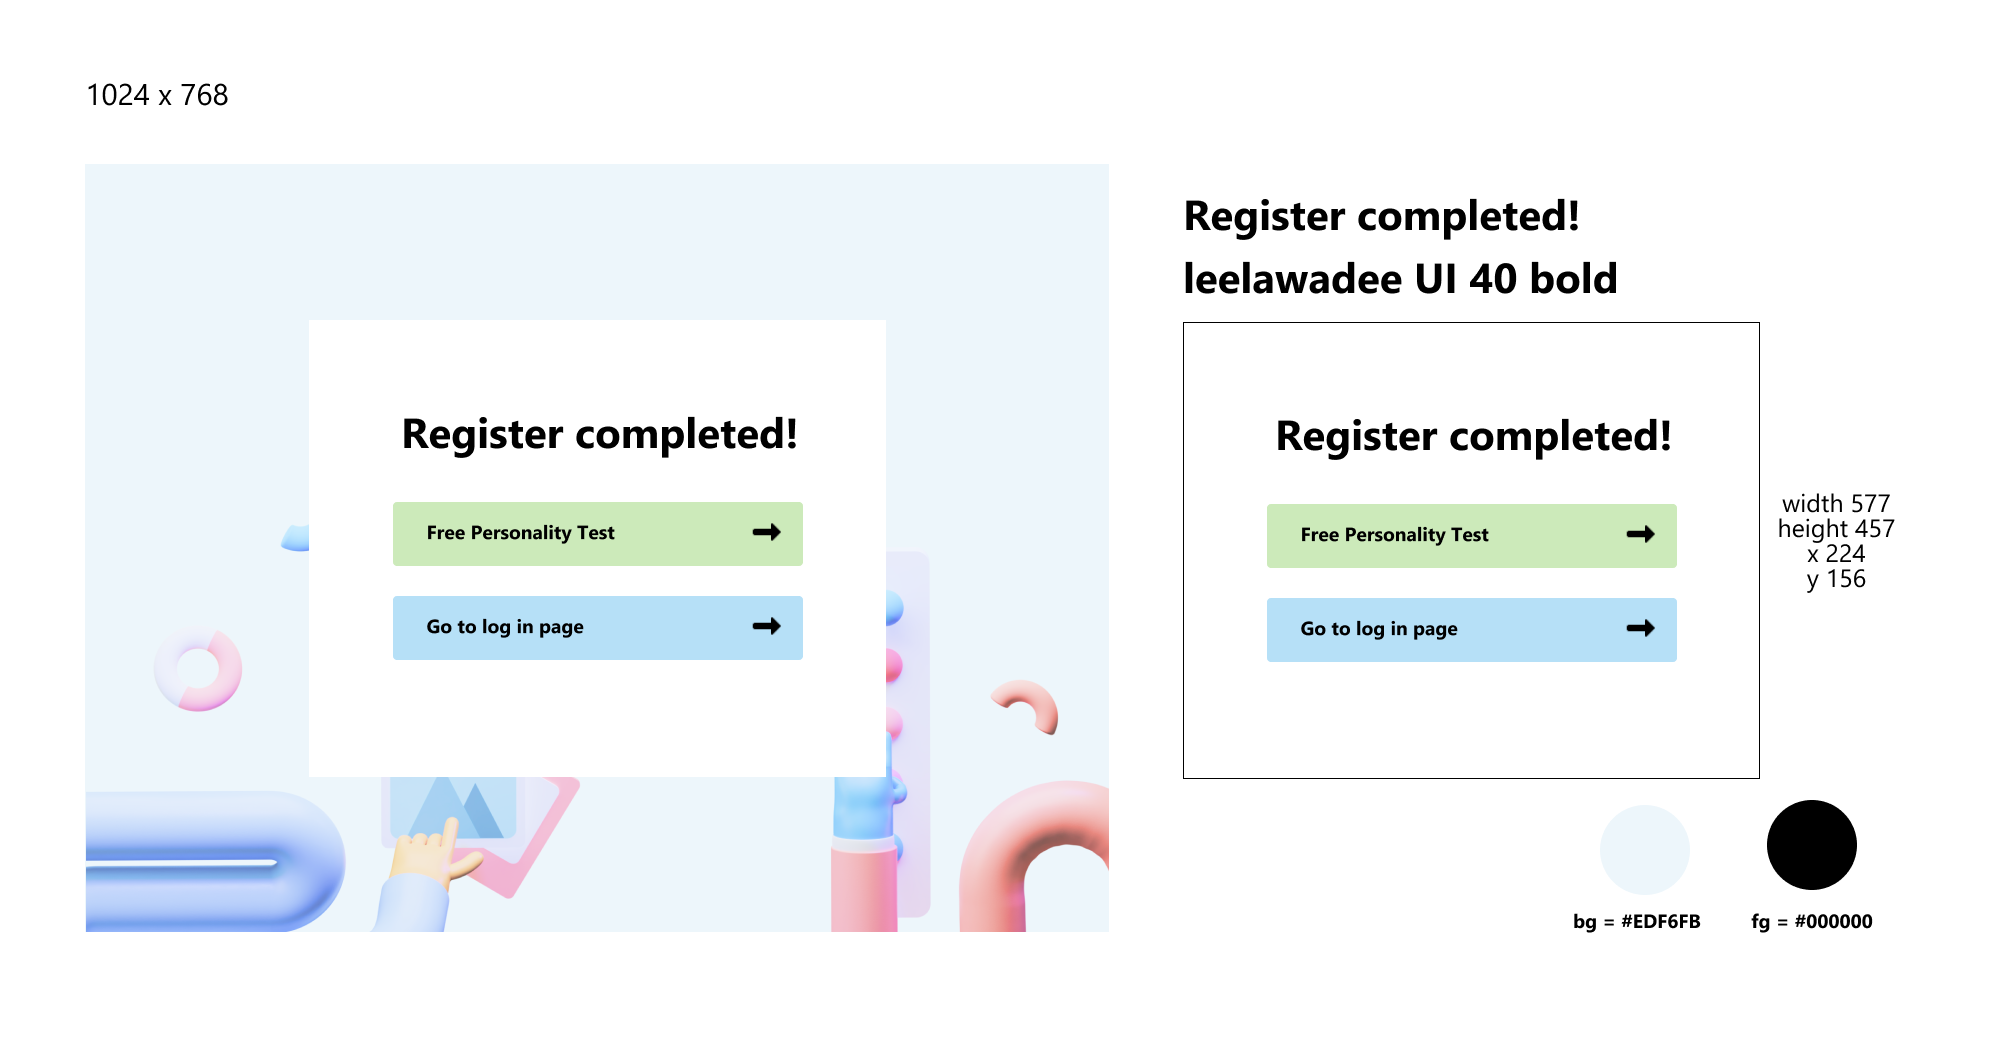 1024 x 768
Register completed!
Free Personality Test
Go to log in page
Register completed!
leelawadee UI 40 bold
Register completed!
Free Personality Test
Go to log in page
width 577
height 457
x 224
y 156
bg = #EDF6FB
fg = #000000